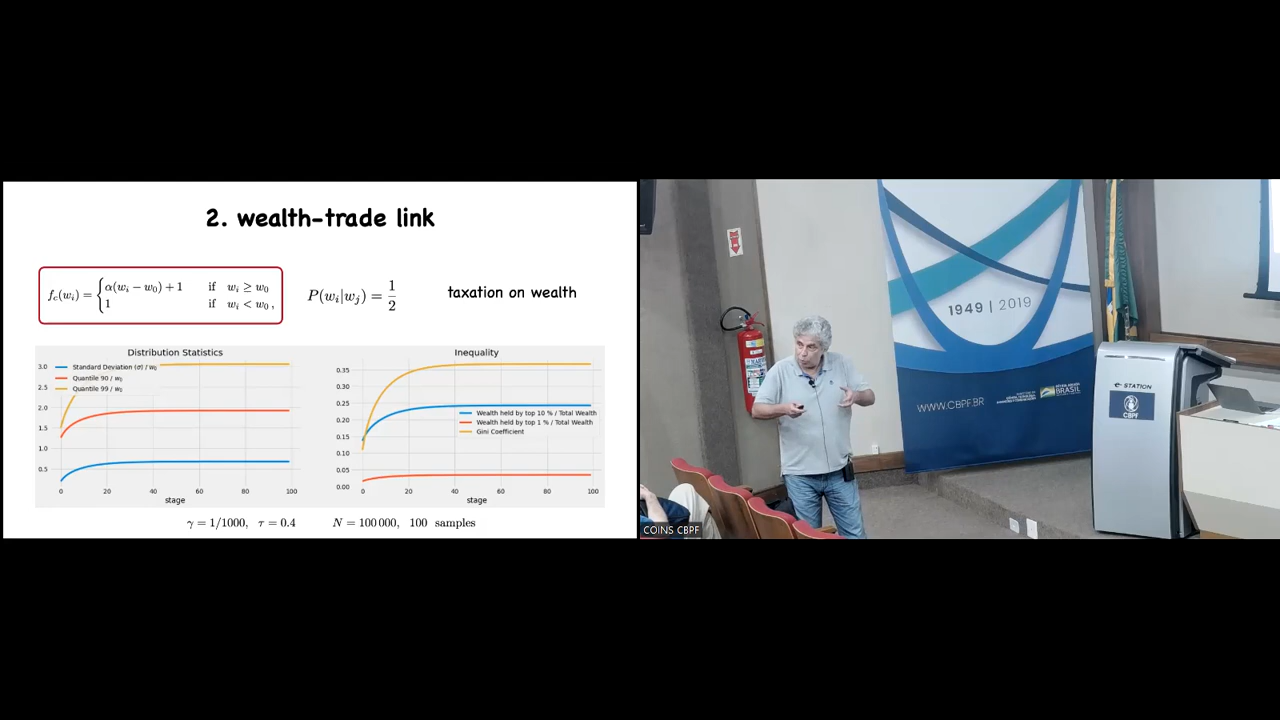 2. wealth-trade link
f_c(w_i) = { α(w_i − w_0) + 1 if w_i ≥ w_0
1 if w_i < w_0 ,
P(w_i|w_j) = 1/2
taxation on wealth
Distribution Statistics
Standard Deviation (σ) / w_0
Quantile 90 / w_0
Quantile 99 / w_0
3.0
2.5
2.0
1.5
1.0
0.5
0 20 40 60 80 100
stage
Inequality
0.35
0.30
0.25
0.20
0.15
0.10
0.05
0.00
Wealth held by top 10 % / Total Wealth
Wealth held by top 1 % / Total Wealth
Gini Coefficient
0 20 40 60 80 100
stage
γ = 1/1000, τ = 0.4 N = 100 000, 100 samples
1949 | 2019
WWW.CBPF.BR
BRASIL
STATION
CBPF
COINS CBPF